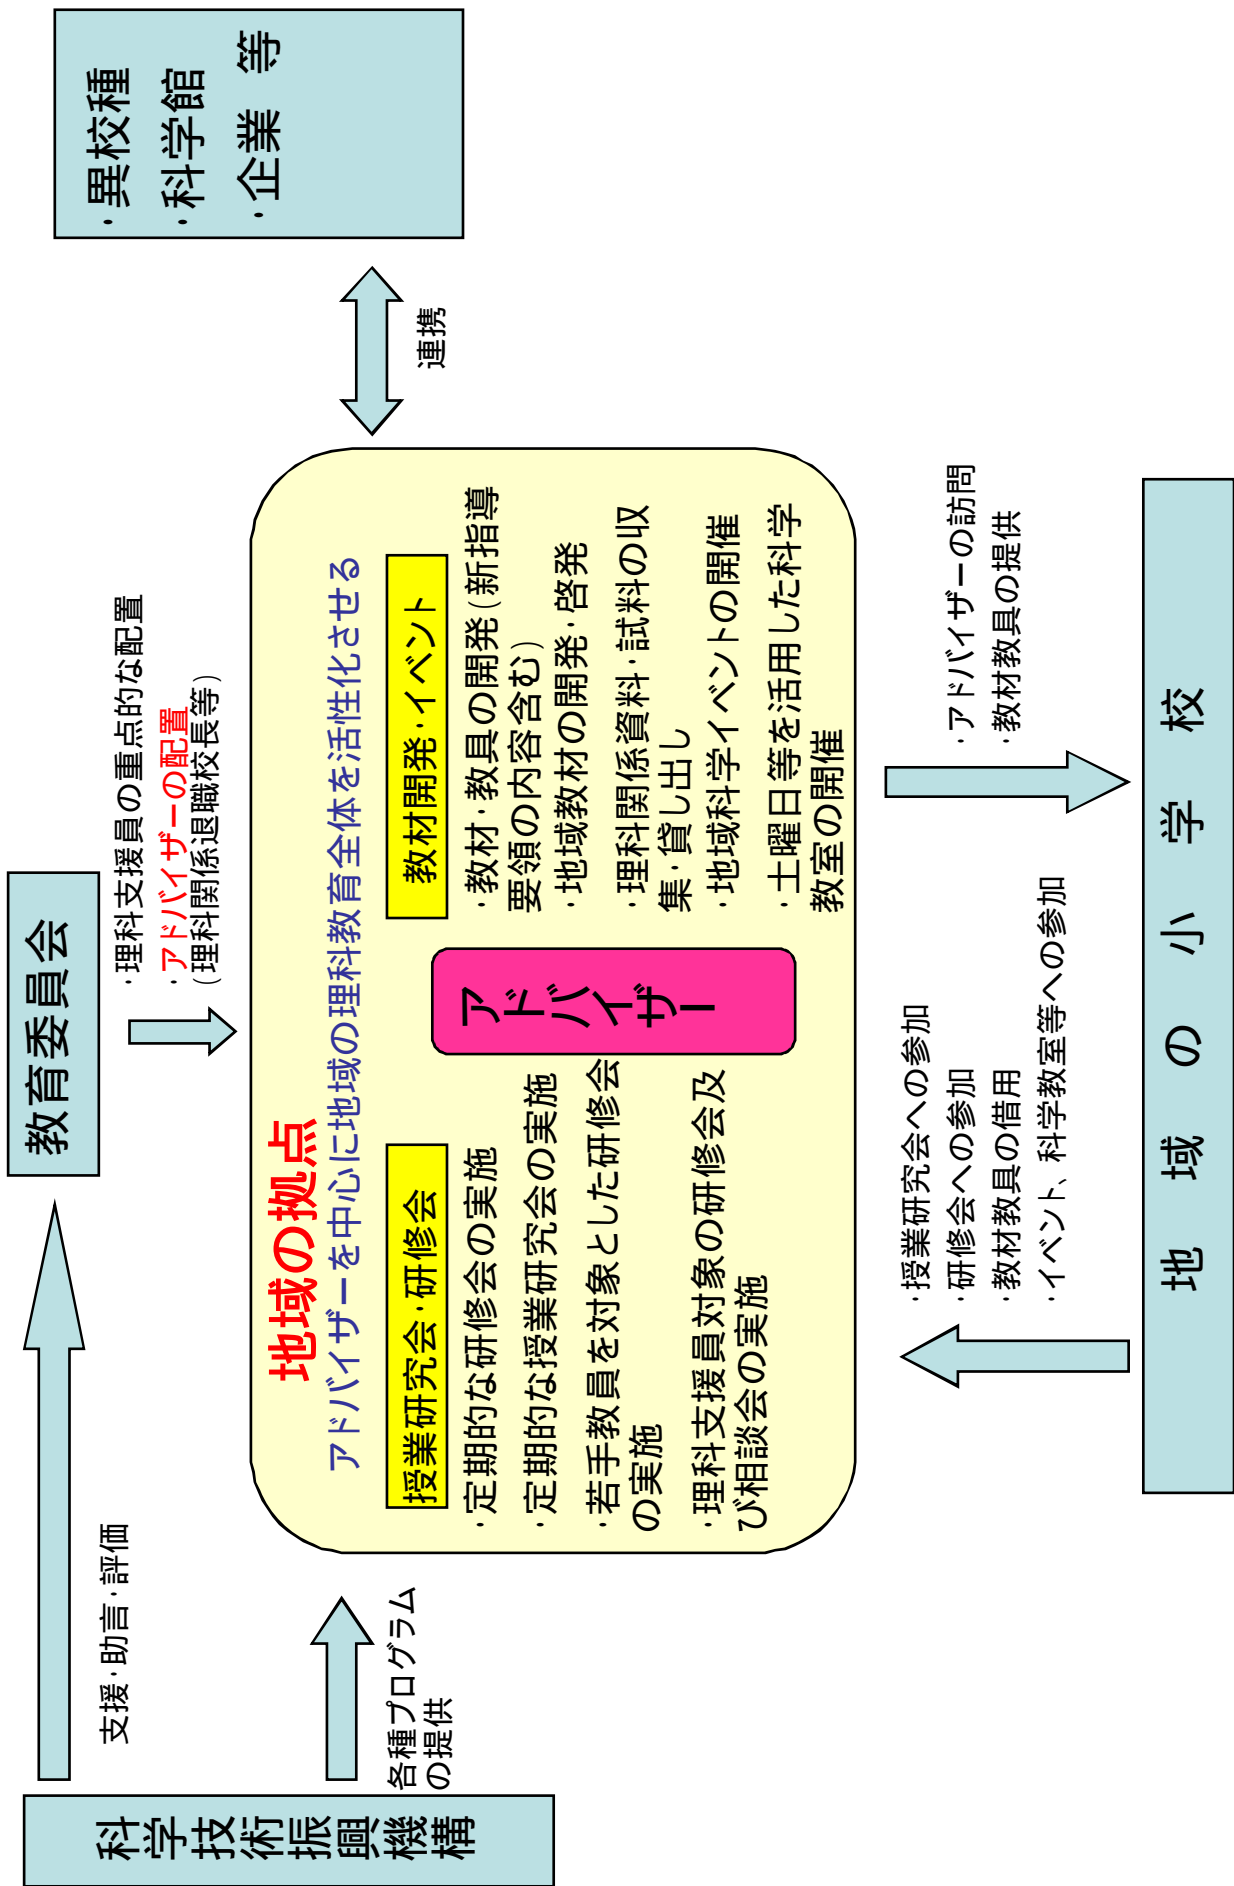 教育委員会
・理科支援員の重点的な配置
・アドバイザーの配置
(理科関係退職校長等)
支援・助言・評価
科学技術振興機構
各種プログラム
の提供
地域の拠点
アドバイザーを中心に地域の理科教育全体を活性化させる
授業研究会・研修会
・定期的な研修会の実施
・定期的な授業研究会の実施
・若手教員を対象とした研修会
の実施
・理科支援員対象の研修会及
び相談会の実施
アドバイザー
教材開発・イベント
・教材・教具の開発(新指導
要領の内容含む)
・地域教材の開発・啓発
・理科関係資料・試料の収
集・貸し出し
・地域科学イベントの開催
・土曜日等を活用した科学
教室の開催
連携
・異校種
・科学館
・企業 等
・授業研究会への参加
・研修会への参加
・教材教具の借用
・イベント、科学教室等への参加
・アドバイザーの訪問
・教材教具の提供
地域の小学校